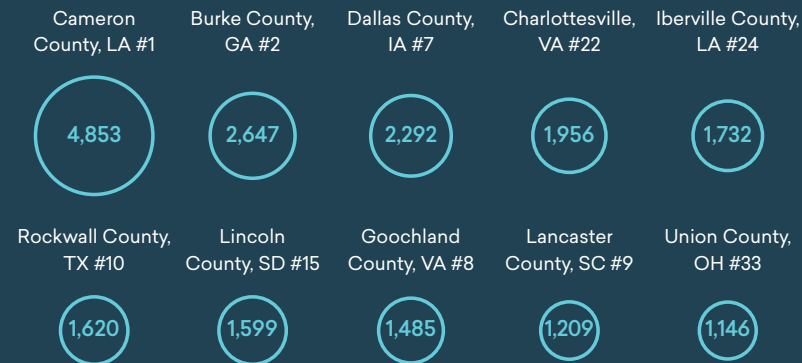 Cameron
County, LA #1
4,853
Burke County,
GA #2
2,647
Dallas County,
IA #7
2,292
Charlottesville,
VA #22
1,956
Iberville County,
LA #24
1,732
Rockwall County,
TX #10
1,620
Lincoln
County, SD #15
1,599
Goochland
County, VA #8
1,485
Lancaster
County, SC #9
1,209
Union County,
OH #33
1,146